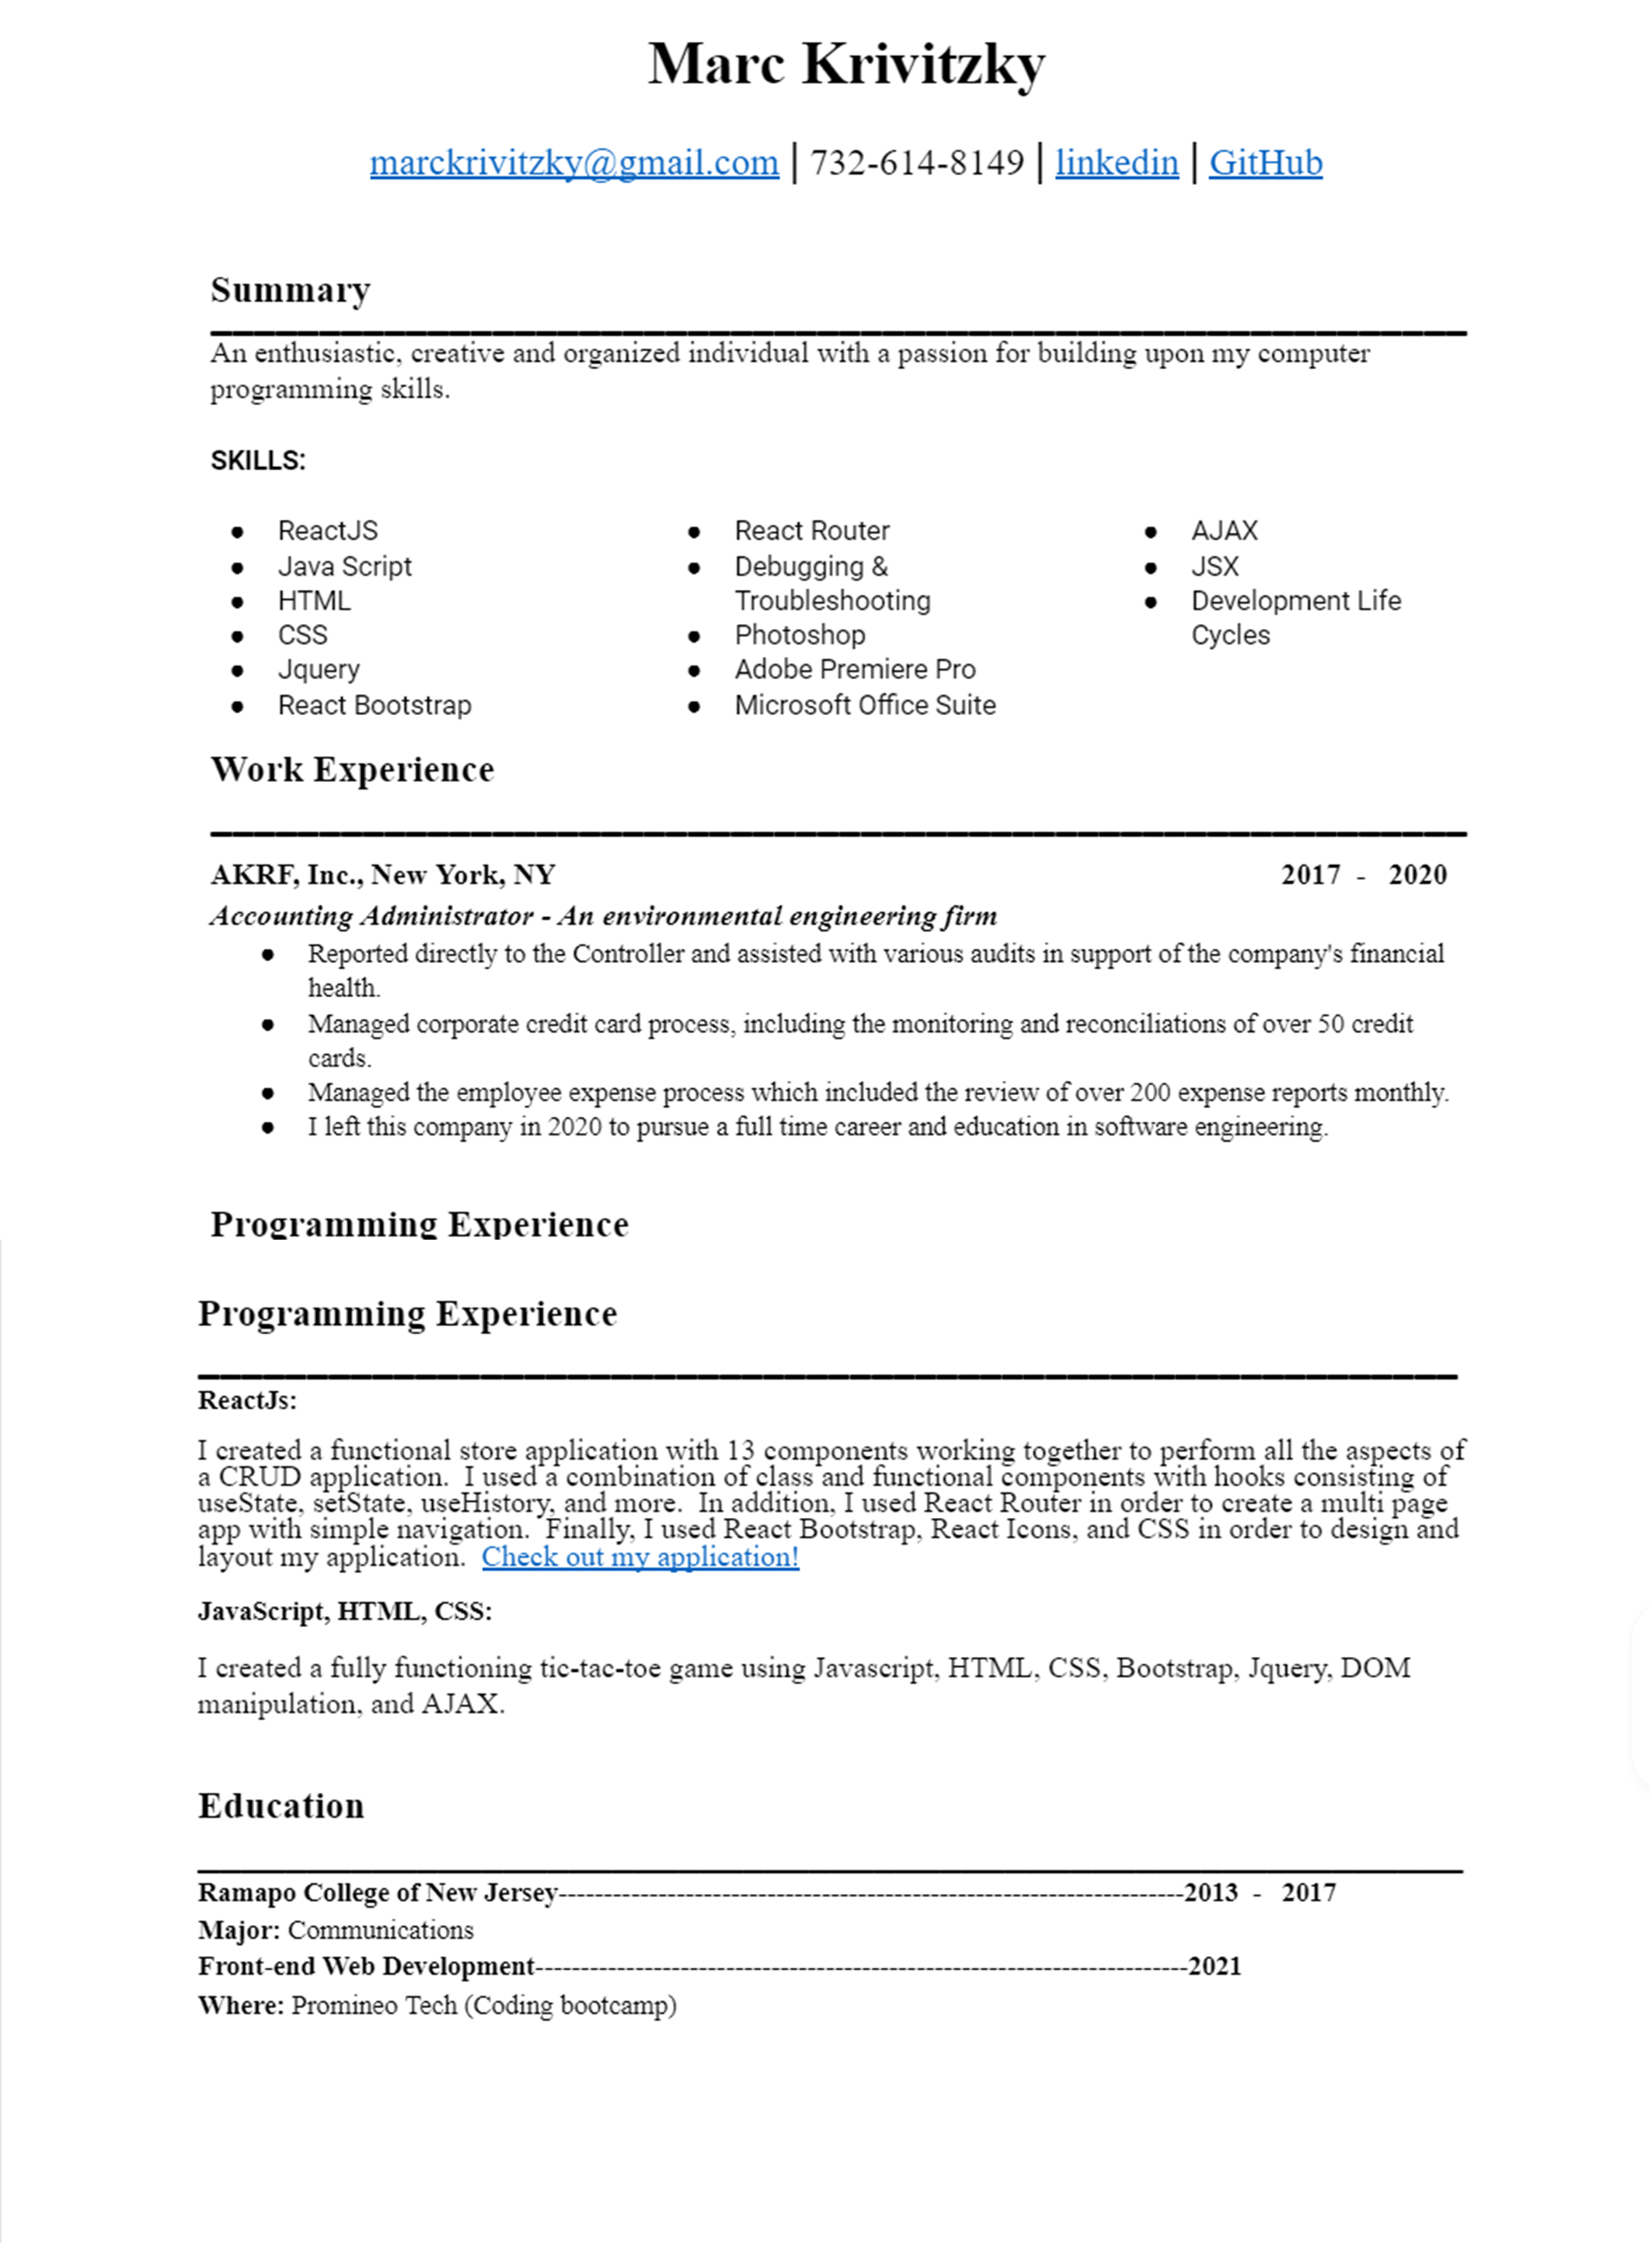 Marc Krivitzky
marckrivitzky@gmail.com | 732-614-8149 | linkedin | GitHub
Summary
An enthusiastic, creative and organized individual with a passion for building upon my computer
programming skills.
SKILLS:
● ReactJS
● Java Script
● HTML
● CSS
● Jquery
● React Bootstrap
● React Router
● Debugging &
Troubleshooting
● Photoshop
● Adobe Premiere Pro
● Microsoft Office Suite
● AJAX
● JSX
● Development Life
Cycles
Work Experience
AKRF, Inc., New York, NY 2017 - 2020
Accounting Administrator - An environmental engineering firm
● Reported directly to the Controller and assisted with various audits in support of the company's financial
health.
● Managed corporate credit card process, including the monitoring and reconciliations of over 50 credit
cards.
● Managed the employee expense process which included the review of over 200 expense reports monthly.
● I left this company in 2020 to pursue a full time career and education in software engineering.
Programming Experience
Programming Experience
ReactJs:
I created a functional store application with 13 components working together to perform all the aspects of
a CRUD application. I used a combination of class and functional components with hooks consisting of
useState, setState, useHistory, and more. In addition, I used React Router in order to create a multi page
app with simple navigation. Finally, I used React Bootstrap, React Icons, and CSS in order to design and
layout my application. Check out my application!
JavaScript, HTML, CSS:
I created a fully functioning tic-tac-toe game using Javascript, HTML, CSS, Bootstrap, Jquery, DOM
manipulation, and AJAX.
Education
Ramapo College of New Jersey----------------------------------------------------------------------2013 - 2017
Major: Communications
Front-end Web Development-------------------------------------------------------------------------2021
Where: Promineo Tech (Coding bootcamp)